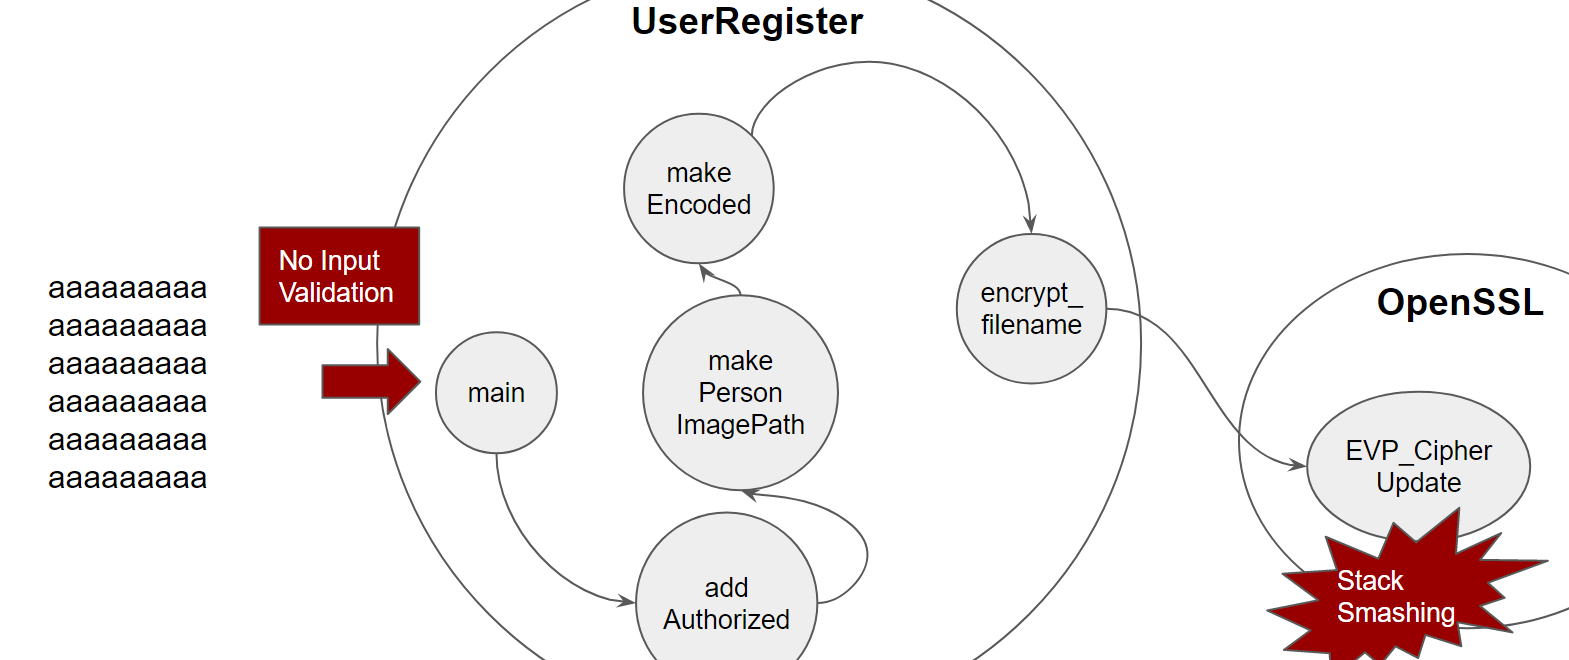 UserRegister
make
Encoded
No Input
Validation
aaaaaaaaa
aaaaaaaaa
aaaaaaaaa
aaaaaaaaa
aaaaaaaaa
aaaaaaaaa
main
make
Person
ImagePath
encrypt_
filename
add
Authorized
OpenSSL
EVP_Cipher
Update
Stack
Smashing